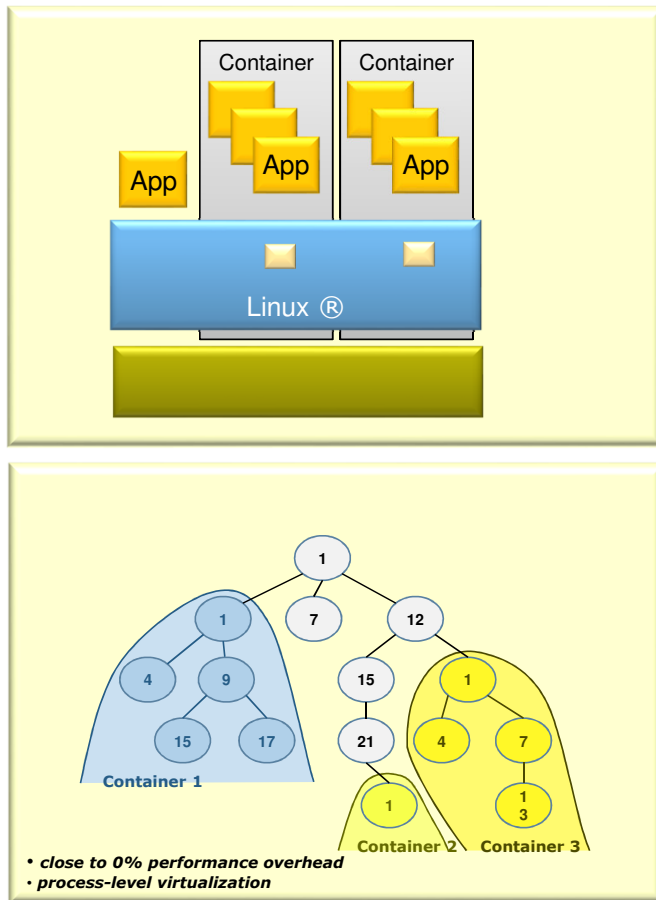 Container Container
App App App
Linux ®
1
1 7 12
4 9 15 1
15 17 21 4 7
1 1
3
Container 1
Container 2 Container 3
• close to 0% performance overhead
• process-level virtualization